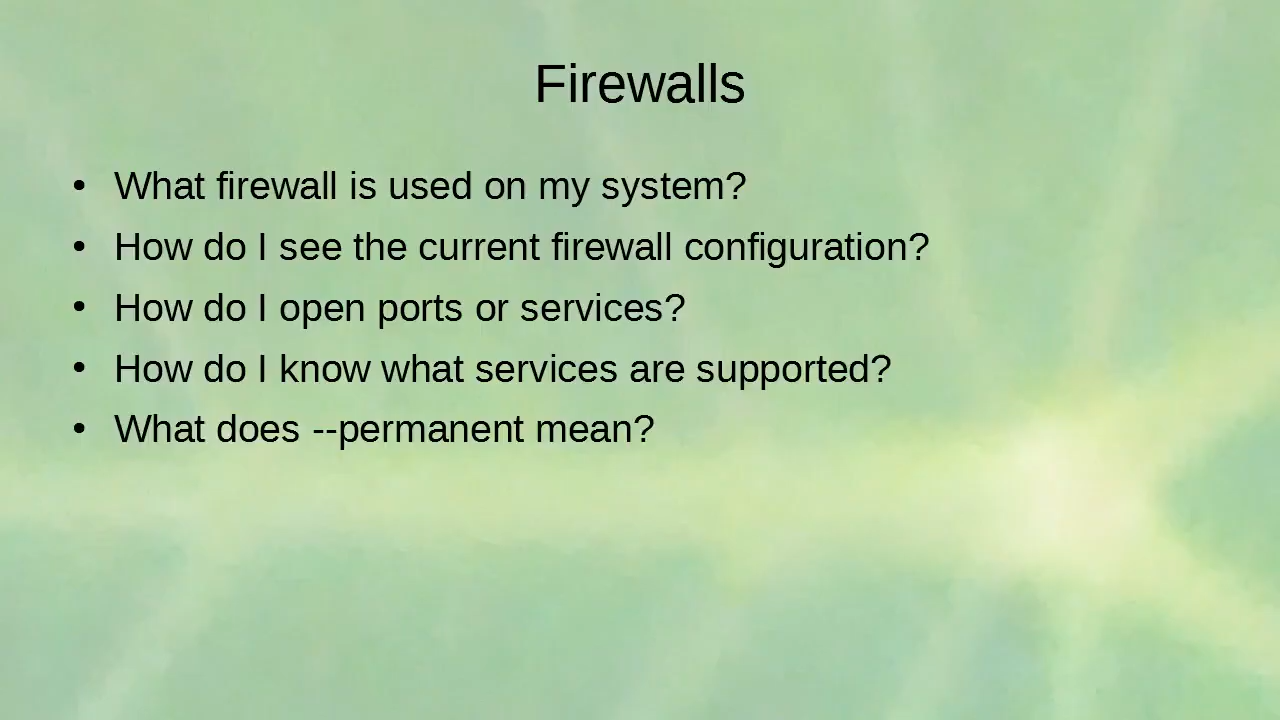 Firewalls
• What firewall is used on my system?
• How do I see the current firewall configuration?
• How do I open ports or services?
• How do I know what services are supported?
• What does --permanent mean?